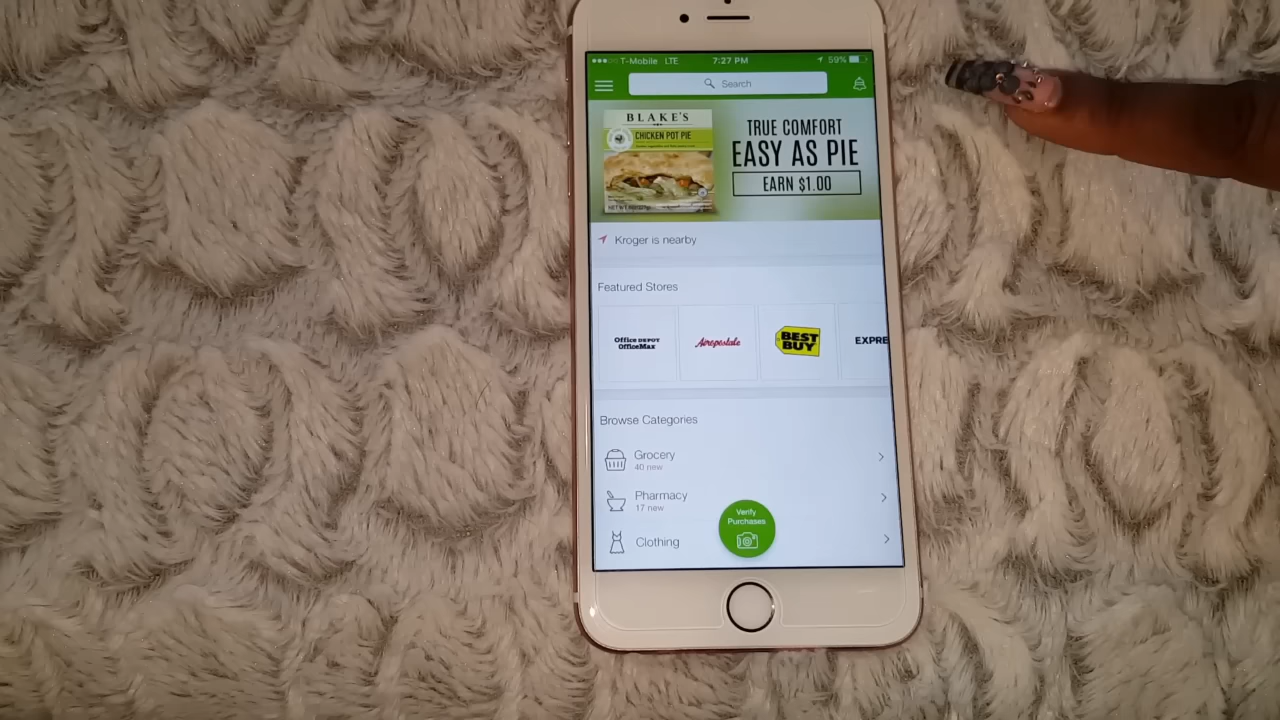 T-Mobile LTE 7:27 PM 59%
Search
BLAKE'S
CHICKEN POT PIE
TRUE COMFORT
EASY AS PIE
EARN $1.00
Kroger is nearby
Featured Stores
Office DEPOT
OfficeMax
Aéropostale
BEST
BUY
EXPRE
Browse Categories
Grocery
40 new
Pharmacy
17 new
Verify
Purchases
Clothing